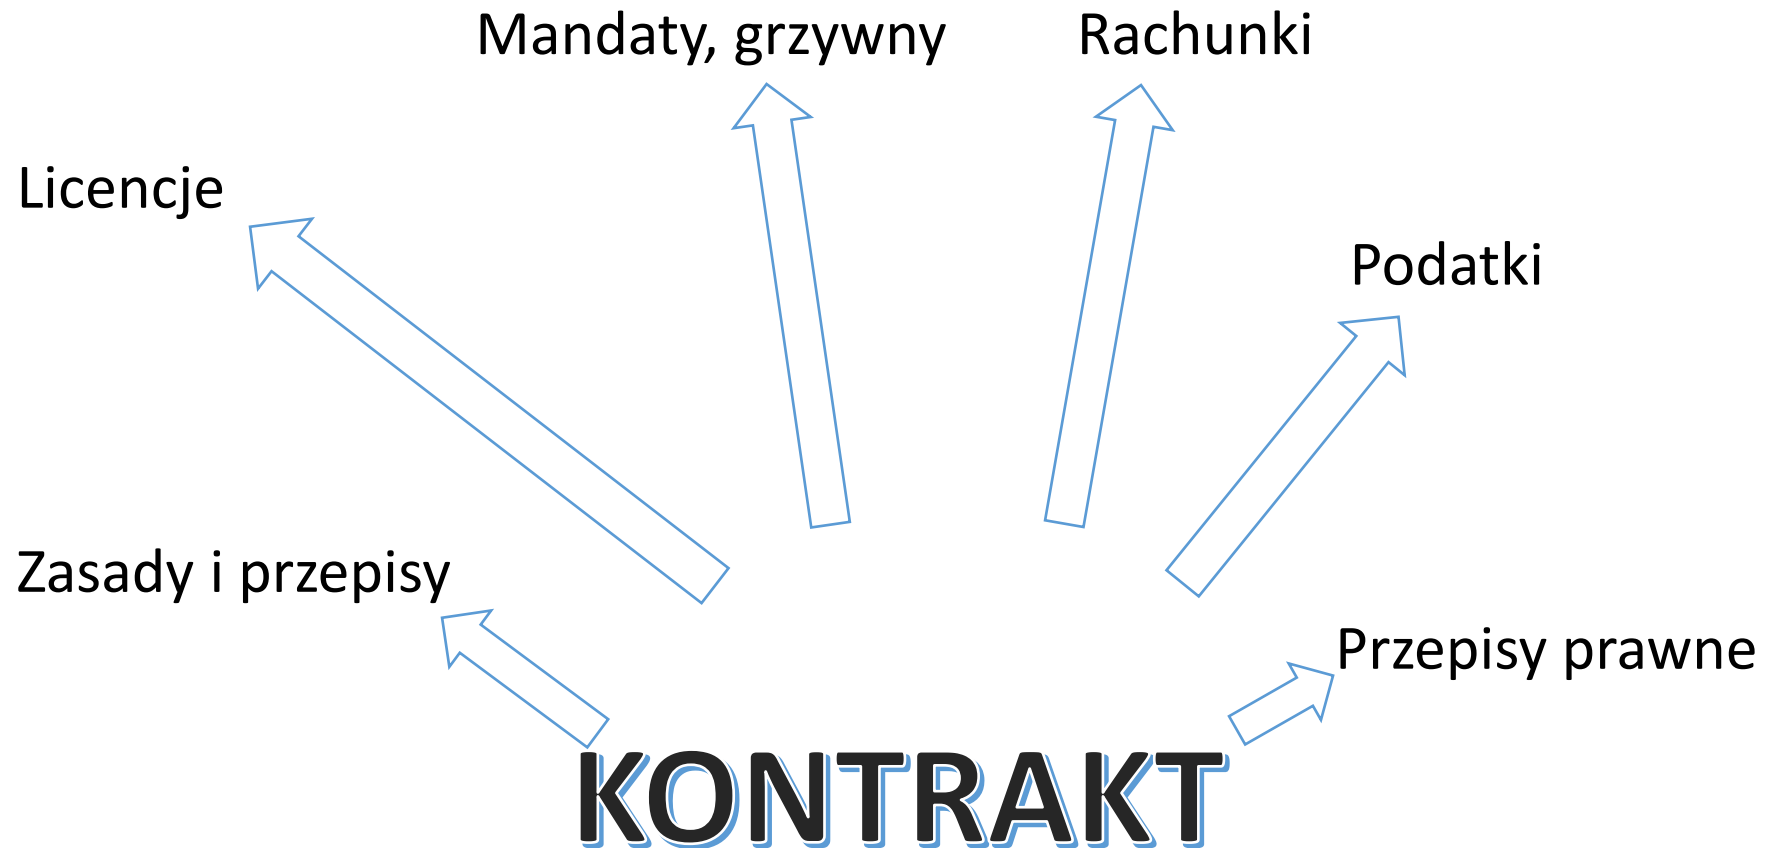 Mandaty, grzywny
Rachunki
Licencje
Podatki
Zasady i przepisy
Przepisy prawne
KONTRAKT